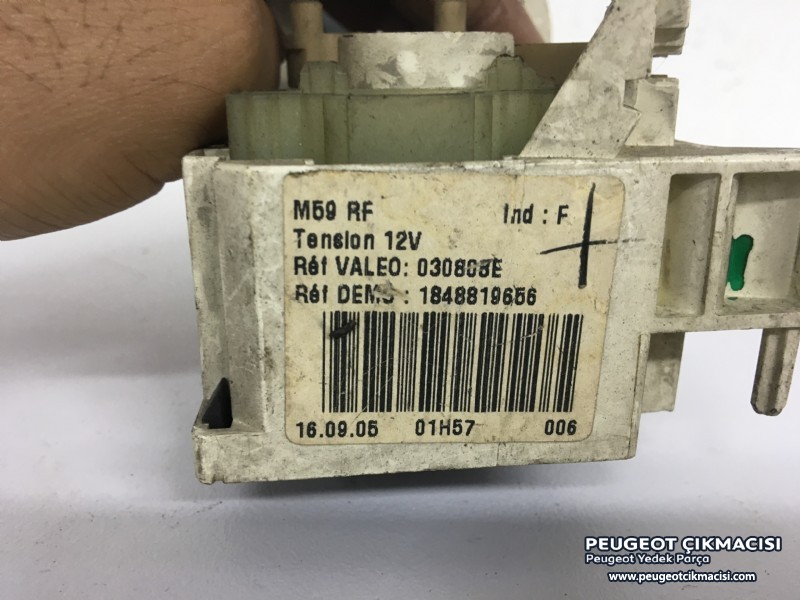 M59 RF Ind : F
Tension 12V
Réf VALEO: 030808E
Réf DEMS : 1848819656
16.09.05 01H57 006
PEUGEOT ÇIKMACISI
Peugeot Yedek Parça
www.peugeotcikmacisi.com